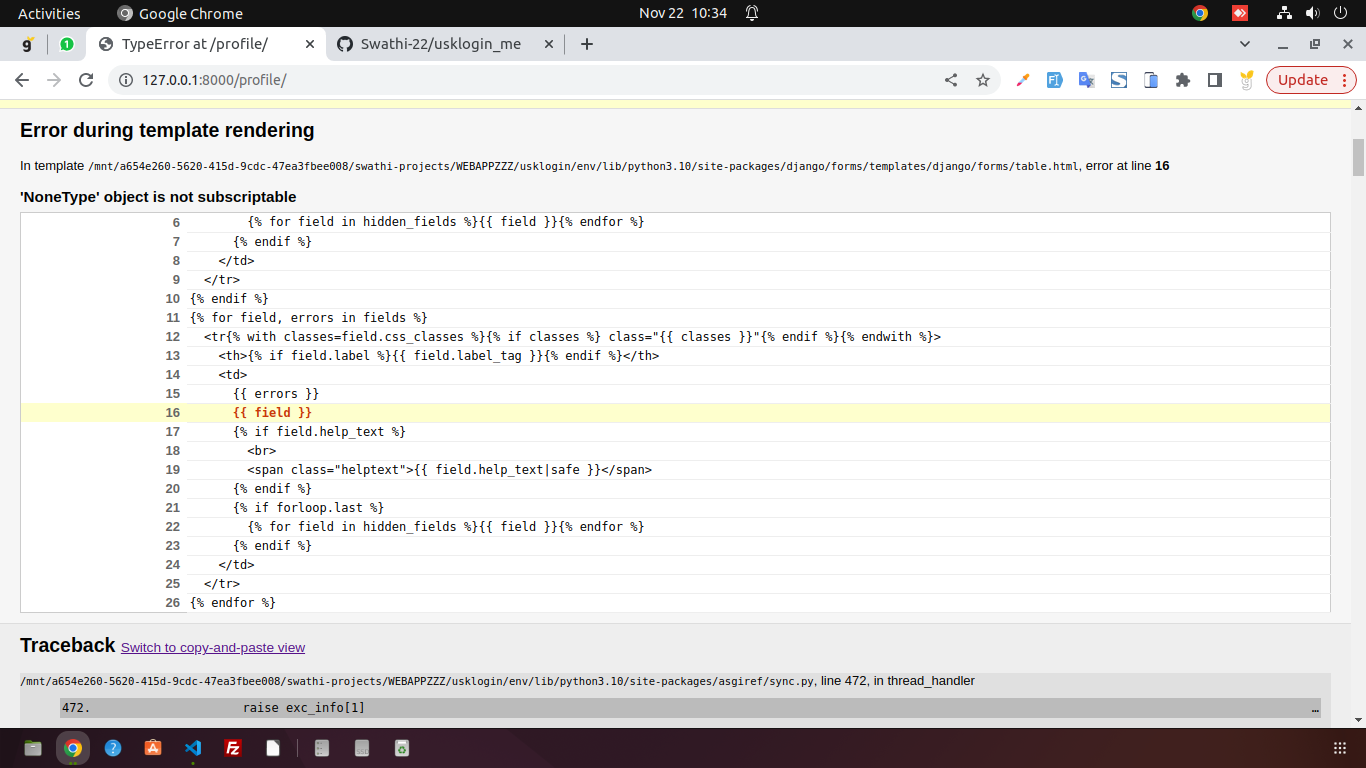 Activities
Google Chrome
Nov 22 10:34
TypeError at /profile/
Swathi-22/usklogin_me
127.0.0.1:8000/profile/
Update
Error during template rendering
In template /mnt/a654e260-5620-415d-9cdc-47ea3fbee008/swathi-projects/WEBAPPZZZ/usklogin/env/lib/python3.10/site-packages/django/forms/templates/django/forms/table.html, error at line 16
'NoneType' object is not subscriptable
6 {% for field in hidden_fields %}{{ field }}{% endfor %}
7 {% endif %}
8 </td>
9 </tr>
10 {% endif %}
11 {% for field, errors in fields %}
12 <tr{% with classes=field.css_classes %}{% if classes %} class="{{ classes }}"{% endif %}{% endwith %}>
13 <th>{% if field.label %}{{ field.label_tag }}{% endif %}</th>
14 <td>
15 {{ errors }}
16 {{ field }}
17 {% if field.help_text %}
18 <br>
19 <span class="helptext">{{ field.help_text|safe }}</span>
20 {% endif %}
21 {% if forloop.last %}
22 {% for field in hidden_fields %}{{ field }}{% endfor %}
23 {% endif %}
24 </td>
25 </tr>
26 {% endfor %}
Traceback Switch to copy-and-paste view
/mnt/a654e260-5620-415d-9cdc-47ea3fbee008/swathi-projects/WEBAPPZZZ/usklogin/env/lib/python3.10/site-packages/asgiref/sync.py, line 472, in thread_handler
472. raise exc_info[1] …